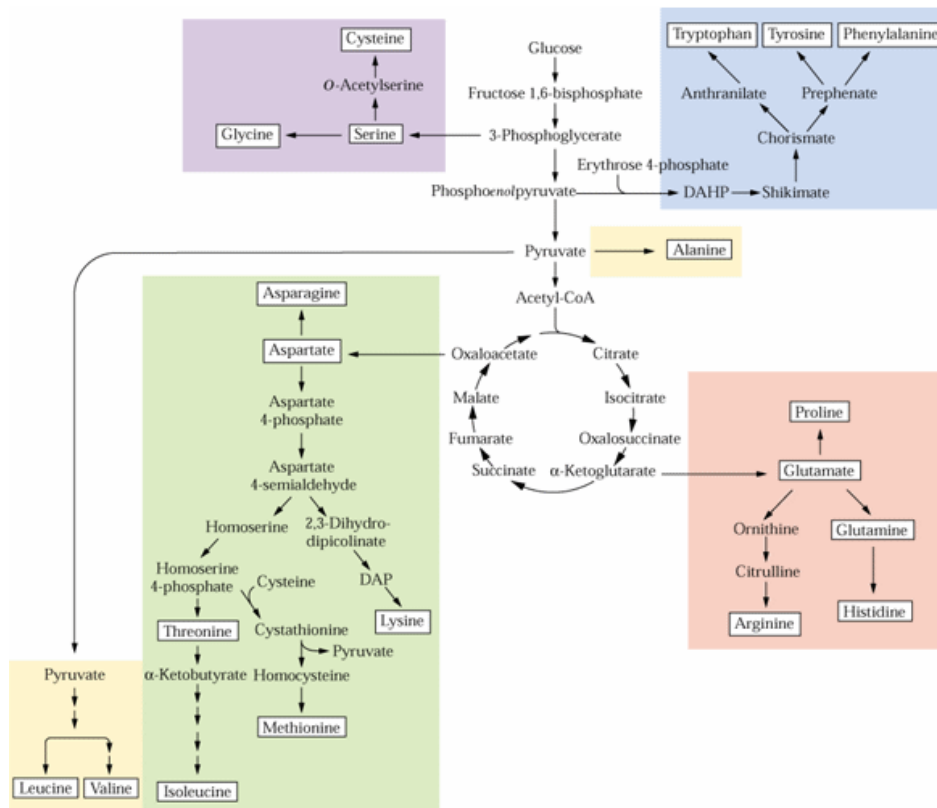 Cysteine
O-Acetylserine
Glycine
Serine
Glucose
Fructose 1,6-bisphosphate
3-Phosphoglycerate
Erythrose 4-phosphate
Phosphoenolpyruvate
DAHP
Shikimate
Chorismate
Anthranilate
Prephenate
Tryptophan
Tyrosine
Phenylalanine
Pyruvate
Alanine
Acetyl-CoA
Oxaloacetate
Citrate
Malate
Isocitrate
Fumarate
Oxalosuccinate
Succinate
α-Ketoglutarate
Asparagine
Aspartate
Aspartate
4-phosphate
Aspartate
4-semialdehyde
Homoserine
2,3-Dihydro-
dipicolinate
Homoserine
4-phosphate
Cysteine
DAP
Threonine
Cystathionine
Lysine
Pyruvate
α-Ketobutyrate
Homocysteine
Methionine
Isoleucine
Pyruvate
Leucine
Valine
Proline
Glutamate
Ornithine
Glutamine
Citrulline
Arginine
Histidine